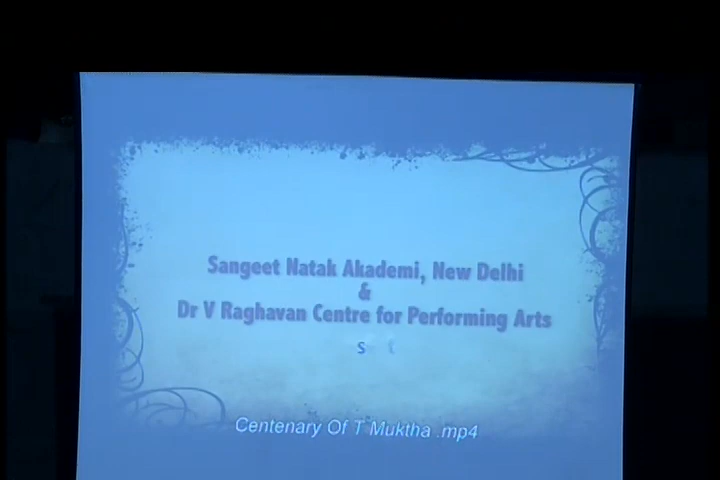 Sangeet Natak Akademi, New Delhi
&
Dr V Raghavan Centre for Performing Arts
s
Centenary Of T Muktha .mp4